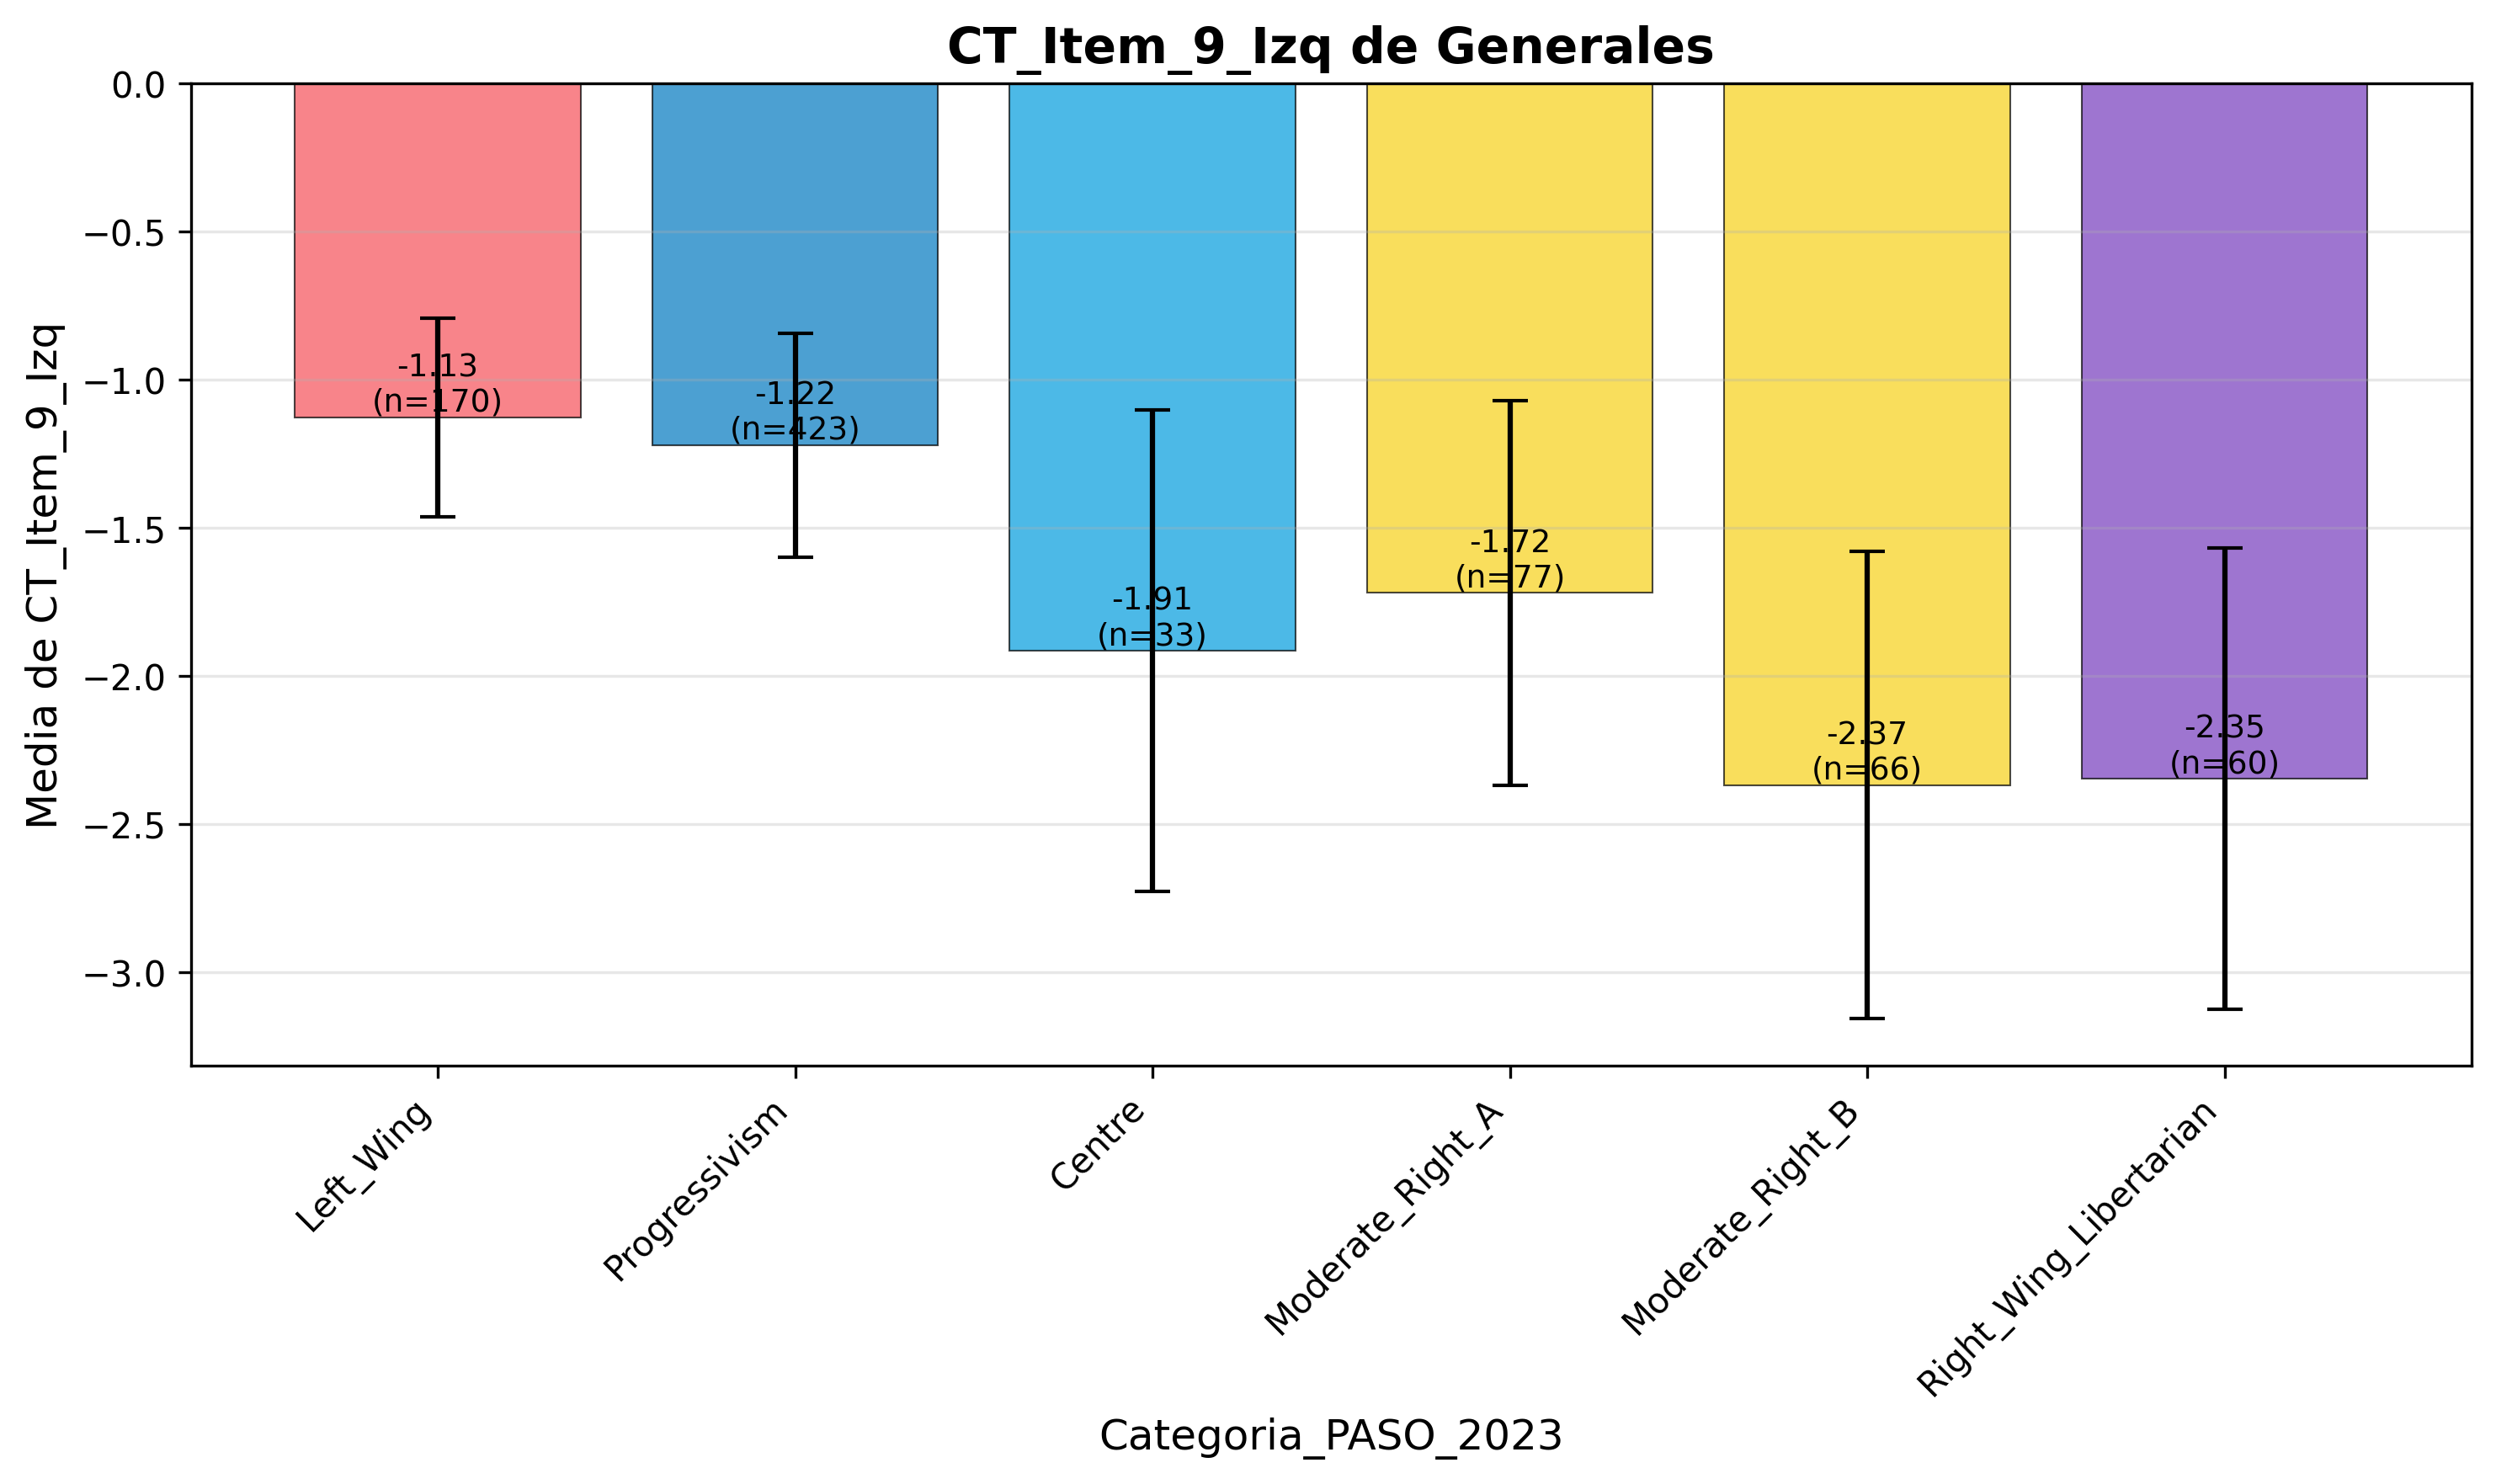 CT_Item_9_Izq de Generales
Media de CT_Item_9_Izq
0.0
−0.5
−1.0
−1.5
−2.0
−2.5
−3.0
-1.13
(n=170)
-1.22
(n=423)
-1.91
(n=33)
-1.72
(n=77)
-2.37
(n=66)
-2.35
(n=60)
Left_Wing
Progressivism
Centre
Moderate_Right_A
Moderate_Right_B
Right_Wing_Libertarian
Categoria_PASO_2023